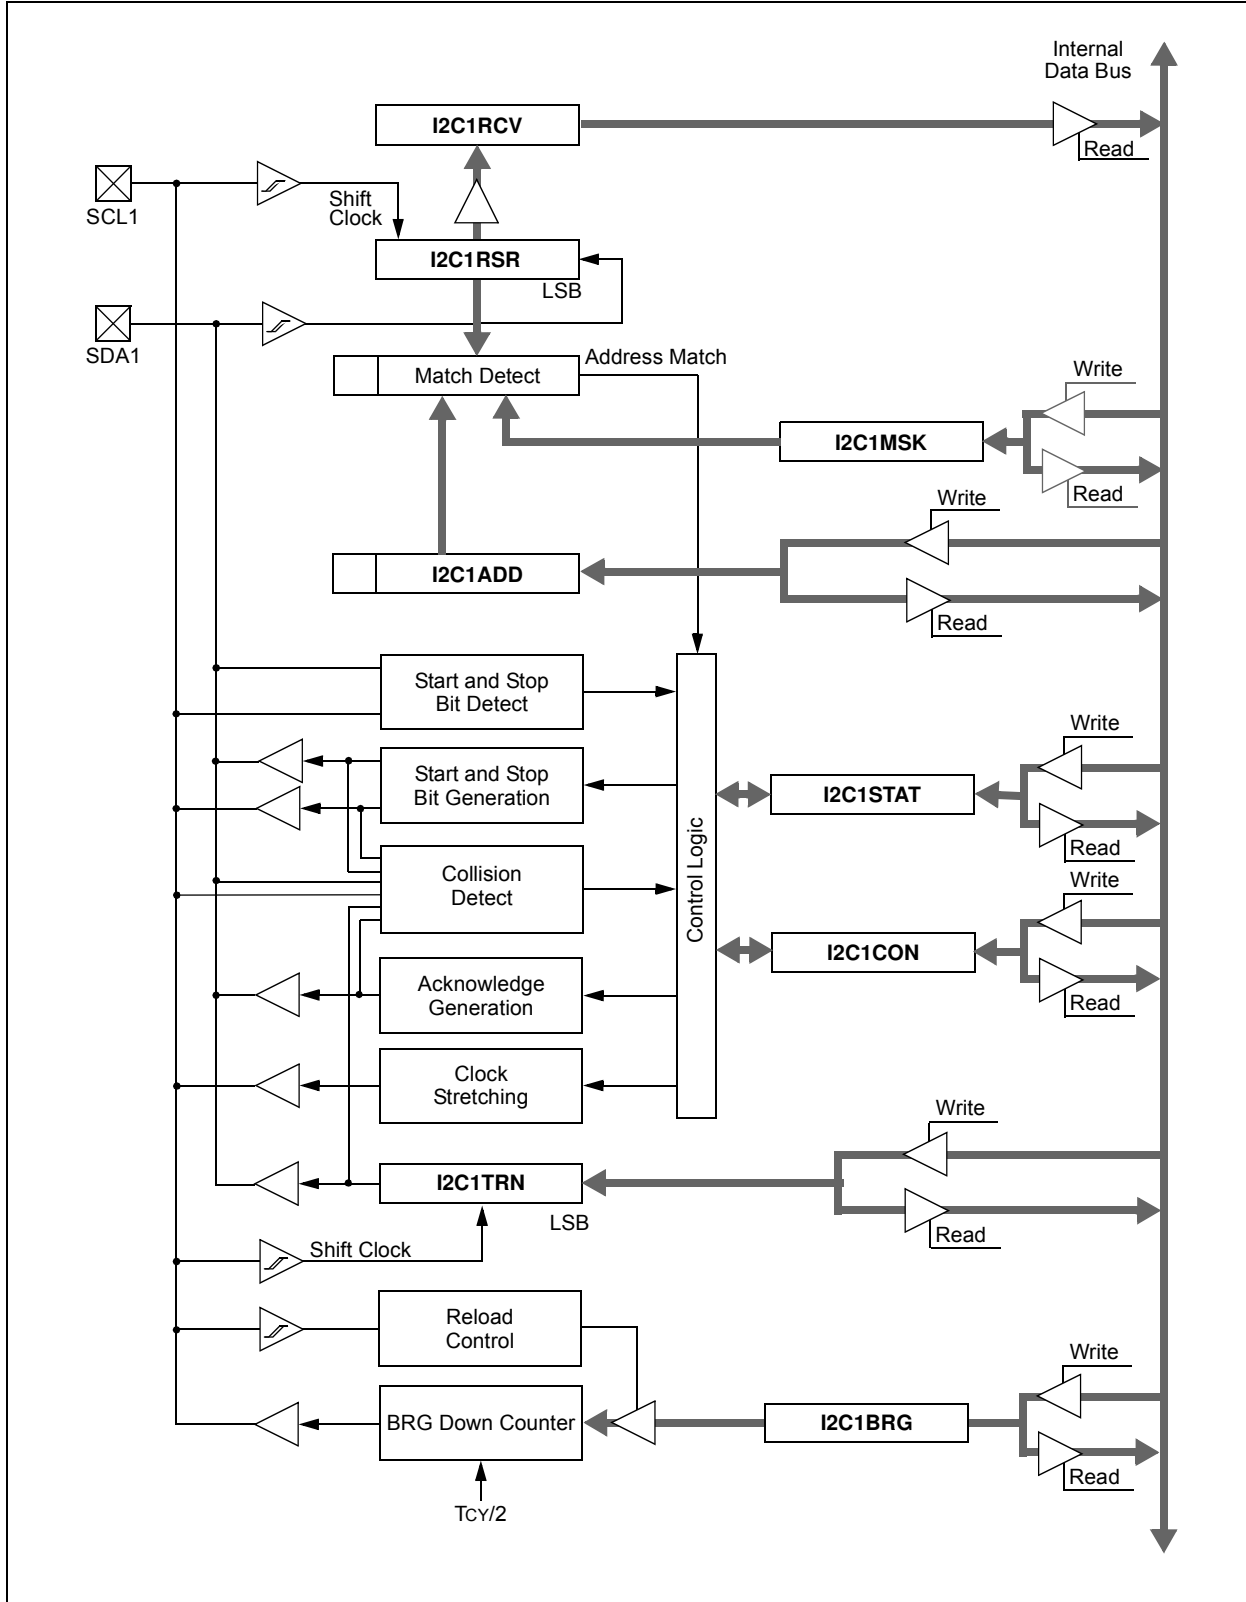 Internal
Data Bus
I2C1RCV
Read
SCL1
Shift
Clock
I2C1RSR
LSB
SDA1
Address Match
Match Detect
Write
I2C1MSK
Read
Write
I2C1ADD
Read
Start and Stop
Bit Detect
Write
Start and Stop
Bit Generation
I2C1STAT
Read
Control Logic
Collision
Detect
Write
I2C1CON
Read
Acknowledge
Generation
Clock
Stretching
Write
I2C1TRN
LSB
Read
Shift Clock
Reload
Control
Write
BRG Down Counter
I2C1BRG
Read
TCY/2